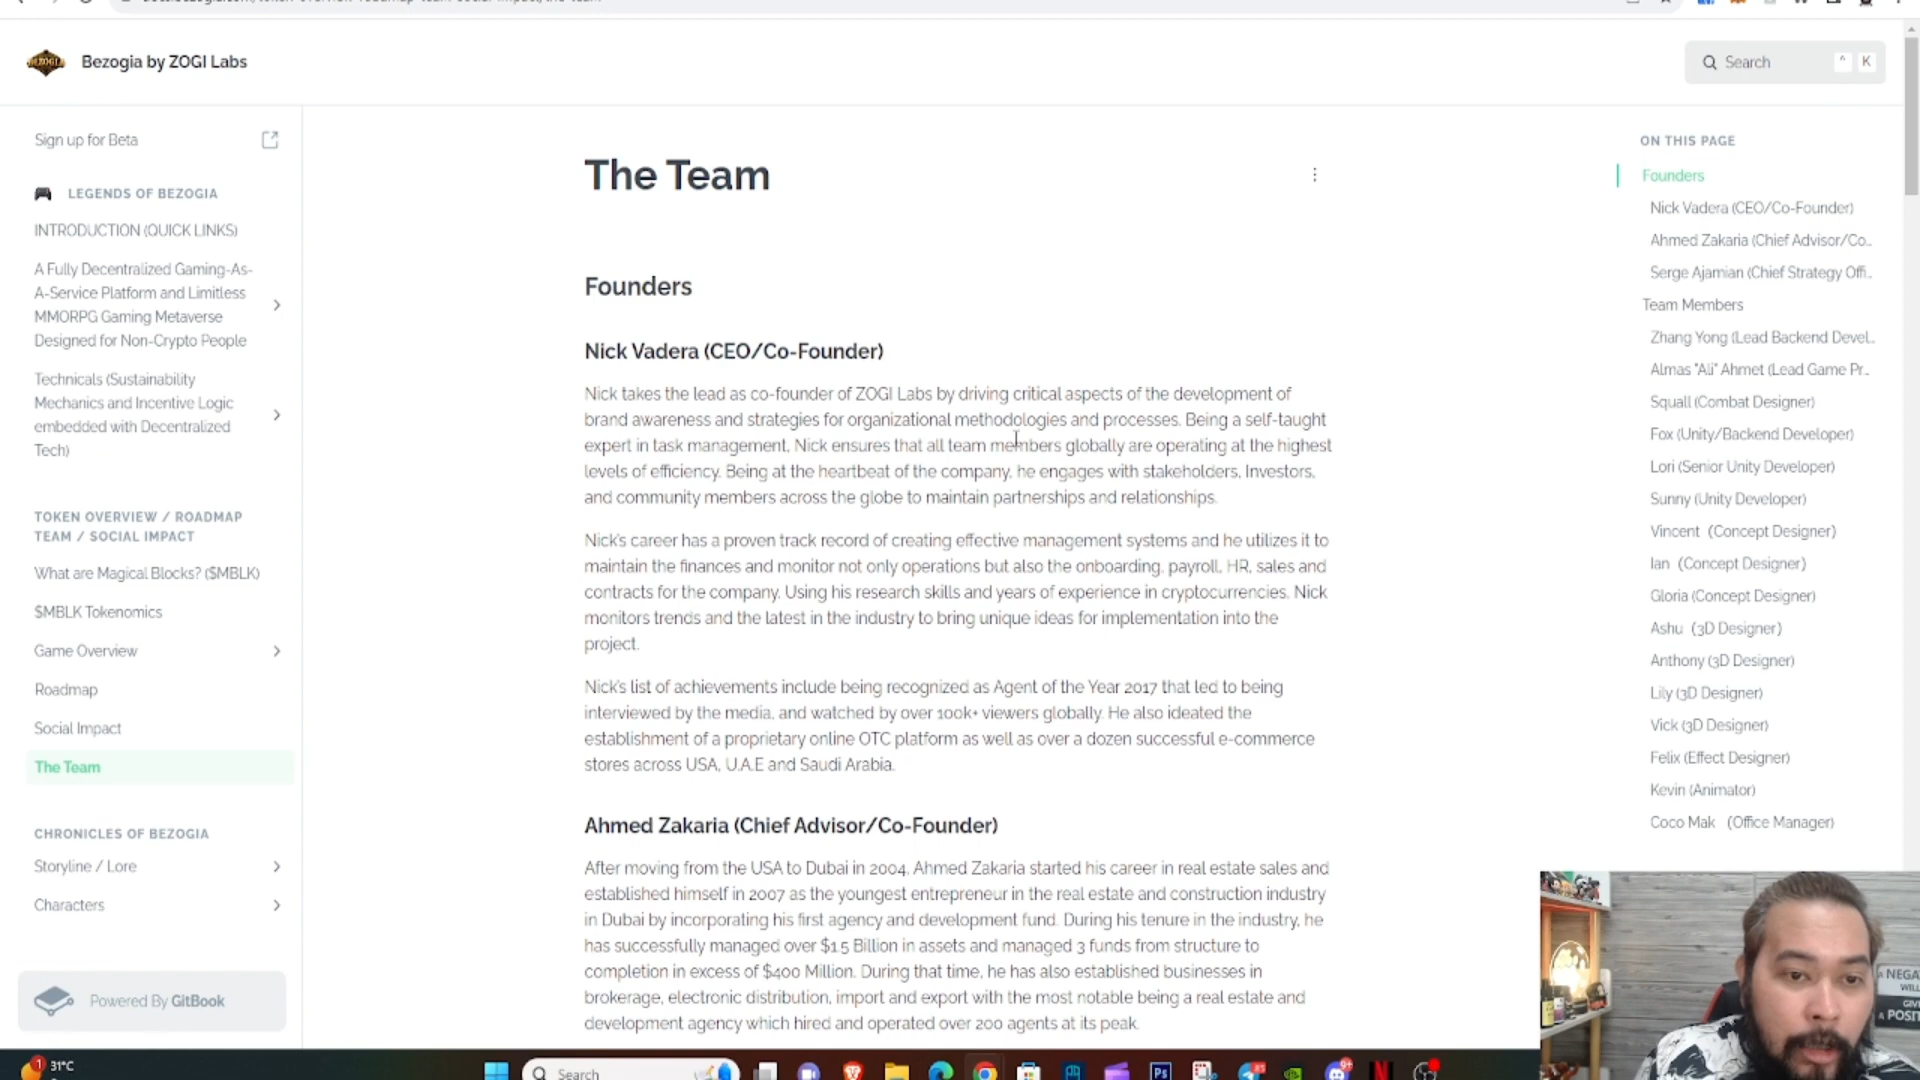 Bezogia by ZOGI Labs
Search
^
K
Sign up for Beta
LEGENDS OF BEZOGIA
INTRODUCTION (QUICK LINKS)
A Fully Decentralized Gaming-As-
A-Service Platform and Limitless
MMORPG Gaming Metaverse
Designed for Non-Crypto People
Technicals (Sustainability
Mechanics and Incentive Logic
embedded with Decentralized
Tech)
TOKEN OVERVIEW / ROADMAP
TEAM / SOCIAL IMPACT
What are Magical Blocks? ($MBLK)
$MBLK Tokenomics
Game Overview
Roadmap
Social Impact
The Team
CHRONICLES OF BEZOGIA
Storyline / Lore
Characters
Powered By GitBook
The Team
Founders
Nick Vadera (CEO/Co-Founder)
Nick takes the lead as co-founder of ZOGI Labs by driving critical aspects of the development of
brand awareness and strategies for organizational methodologies and processes. Being a self-taught
expert in task management, Nick ensures that all team members globally are operating at the highest
levels of efficiency. Being at the heartbeat of the company, he engages with stakeholders, Investors,
and community members across the globe to maintain partnerships and relationships.
Nick's career has a proven track record of creating effective management systems and he utilizes it to
maintain the finances and monitor not only operations but also the onboarding, payroll, HR, sales and
contracts for the company. Using his research skills and years of experience in cryptocurrencies, Nick
monitors trends and the latest in the industry to bring unique ideas for implementation into the
project.
Nick's list of achievements include being recognized as Agent of the Year 2017 that led to being
interviewed by the media, and watched by over 100k+ viewers globally. He also ideated the
establishment of a proprietary online OTC platform as well as over a dozen successful e-commerce
stores across USA, U.A.E and Saudi Arabia.
Ahmed Zakaria (Chief Advisor/Co-Founder)
After moving from the USA to Dubai in 2004, Ahmed Zakaria started his career in real estate sales and
established himself in 2007 as the youngest entrepreneur in the real estate and construction industry
in Dubai by incorporating his first agency and development fund. During his tenure in the industry, he
has successfully managed over $1.5 Billion in assets and managed 3 funds from structure to
completion in excess of $400 Million. During that time, he has also established businesses in
brokerage, electronic distribution, import and export with the most notable being a real estate and
development agency which hired and operated over 200 agents at its peak.
ON THIS PAGE
Founders
Nick Vadera (CEO/Co-Founder)
Ahmed Zakaria (Chief Advisor/Co...
Serge Ajamian (Chief Strategy Offi...
Team Members
Zhang Yong (Lead Backend Devel...
Almas "Ali" Ahmet (Lead Game Pr...
Squall (Combat Designer)
Fox (Unity/Backend Developer)
Lori (Senior Unity Developer)
Sunny (Unity Developer)
Vincent (Concept Designer)
Ian (Concept Designer)
Gloria (Concept Designer)
Ashu (3D Designer)
Anthony (3D Designer)
Lily (3D Designer)
Vick (3D Designer)
Felix (Effect Designer)
Kevin (Animator)
Coco Mak (Office Manager)
A NEGA
WILL
GIV
A POSIT
1
31°C
Search
Ps